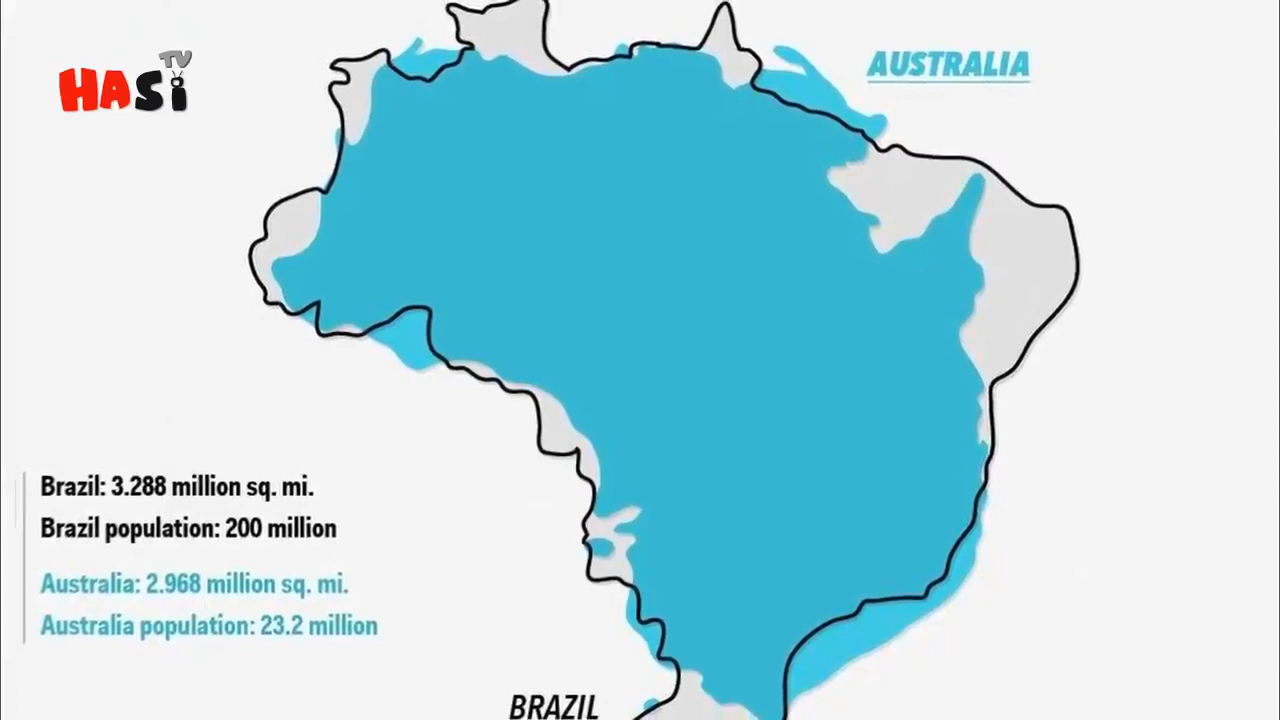 TV
HASi
AUSTRALIA
Brazil: 3.288 million sq. mi.
Brazil population: 200 million
Australia: 2.968 million sq. mi.
Australia population: 23.2 million
BRAZIL